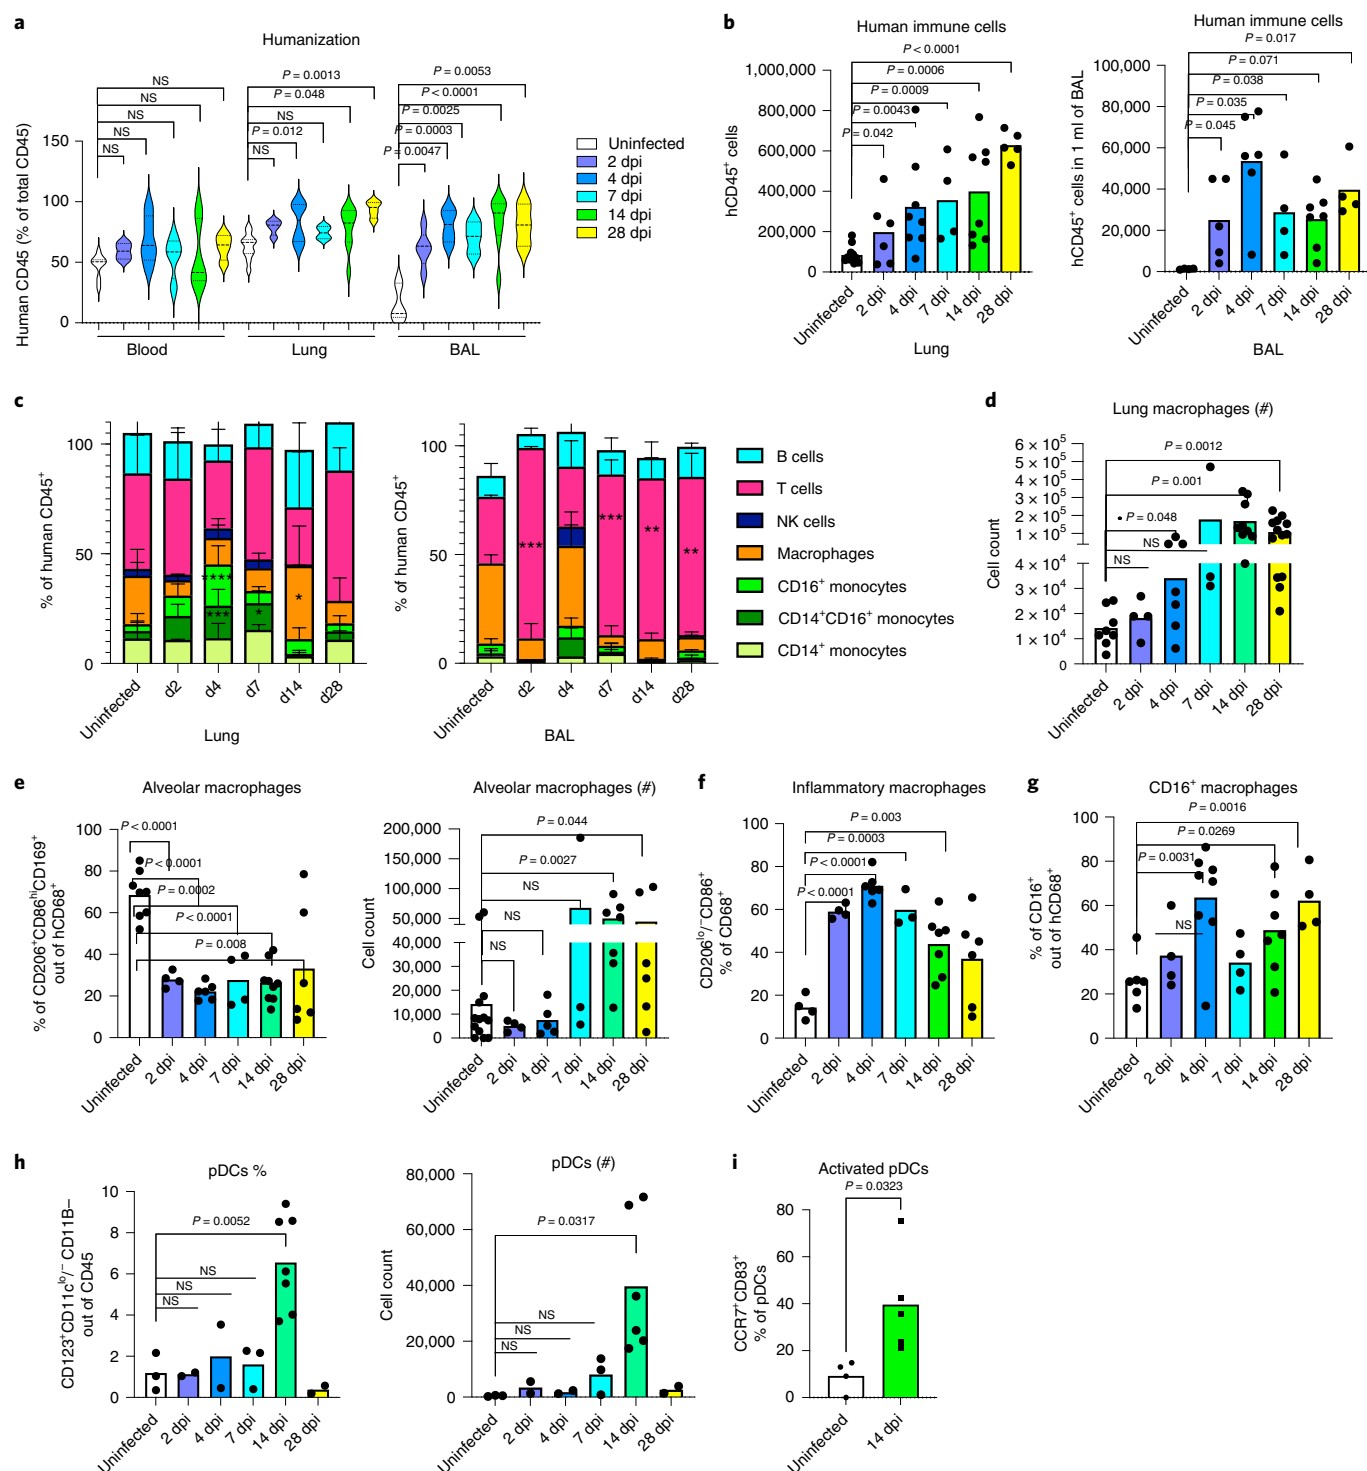 a
Humanization
Human CD45 (% of total CD45)
150
100
50
0
NS
NS
NS
NS
NS
P = 0.0013
P = 0.048
NS
P = 0.012
NS
P = 0.0053
P < 0.0001
P = 0.0025
P = 0.0003
P = 0.0047
Blood
Lung
BAL
Uninfected
2 dpi
4 dpi
7 dpi
14 dpi
28 dpi
b
Human immune cells
hCD45⁺ cells
1,000,000
800,000
600,000
400,000
200,000
0
P < 0.0001
P = 0.0006
P = 0.0009
P = 0.0043
P = 0.042
Uninfected
2 dpi
4 dpi
7 dpi
14 dpi
28 dpi
Lung
Human immune cells
hCD45⁺ cells in 1 ml of BAL
100,000
80,000
60,000
40,000
20,000
0
P = 0.017
P = 0.071
P = 0.038
P = 0.035
P = 0.045
Uninfected
2 dpi
4 dpi
7 dpi
14 dpi
28 dpi
BAL
c
% of human CD45⁺
100
50
0
****
***
*
*
Uninfected
d2
d4
d7
d14
d28
Lung
% of human CD45⁺
100
50
0
***
***
**
**
Uninfected
d2
d4
d7
d14
d28
BAL
B cells
T cells
NK cells
Macrophages
CD16⁺ monocytes
CD14⁺CD16⁺ monocytes
CD14⁺ monocytes
d
Lung macrophages (#)
Cell count
6 × 10⁵
5 × 10⁵
4 × 10⁵
3 × 10⁵
2 × 10⁵
1 × 10⁵
4 × 10⁴
3 × 10⁴
2 × 10⁴
1 × 10⁴
0
P = 0.0012
P = 0.001
P = 0.048
NS
NS
Uninfected
2 dpi
4 dpi
7 dpi
14 dpi
28 dpi
e
Alveolar macrophages
% of CD206⁺CD86ʰⁱCD169⁺
out of hCD68⁺
100
80
60
40
20
0
P < 0.0001
P < 0.0001
P = 0.0002
P < 0.0001
P = 0.008
Uninfected
2 dpi
4 dpi
7 dpi
14 dpi
28 dpi
Alveolar macrophages (#)
Cell count
200,000
150,000
100,000
50,000
40,000
30,000
20,000
10,000
0
P = 0.044
P = 0.0027
NS
NS
NS
Uninfected
2 dpi
4 dpi
7 dpi
14 dpi
28 dpi
f
Inflammatory macrophages
CD206ˡᵒ/⁻CD86⁺
% of CD68⁺
100
80
60
40
20
0
P = 0.003
P = 0.0003
P < 0.0001
P < 0.0001
Uninfected
2 dpi
4 dpi
7 dpi
14 dpi
28 dpi
g
CD16⁺ macrophages
% of CD16⁺
out of hCD68⁺
100
80
60
40
20
0
P = 0.0016
P = 0.0269
P = 0.0031
NS
Uninfected
2 dpi
4 dpi
7 dpi
14 dpi
28 dpi
h
pDCs %
CD123⁺CD11cˡᵒ/⁻ CD11B–
out of CD45
10
8
6
4
2
0
P = 0.0052
NS
NS
NS
Uninfected
2 dpi
4 dpi
7 dpi
14 dpi
28 dpi
pDCs (#)
Cell count
80,000
60,000
40,000
20,000
0
P = 0.0317
NS
NS
NS
Uninfected
2 dpi
4 dpi
7 dpi
14 dpi
28 dpi
i
Activated pDCs
CCR7⁺CD83⁺
% of pDCs
80
60
40
20
0
P = 0.0323
Uninfected
14 dpi